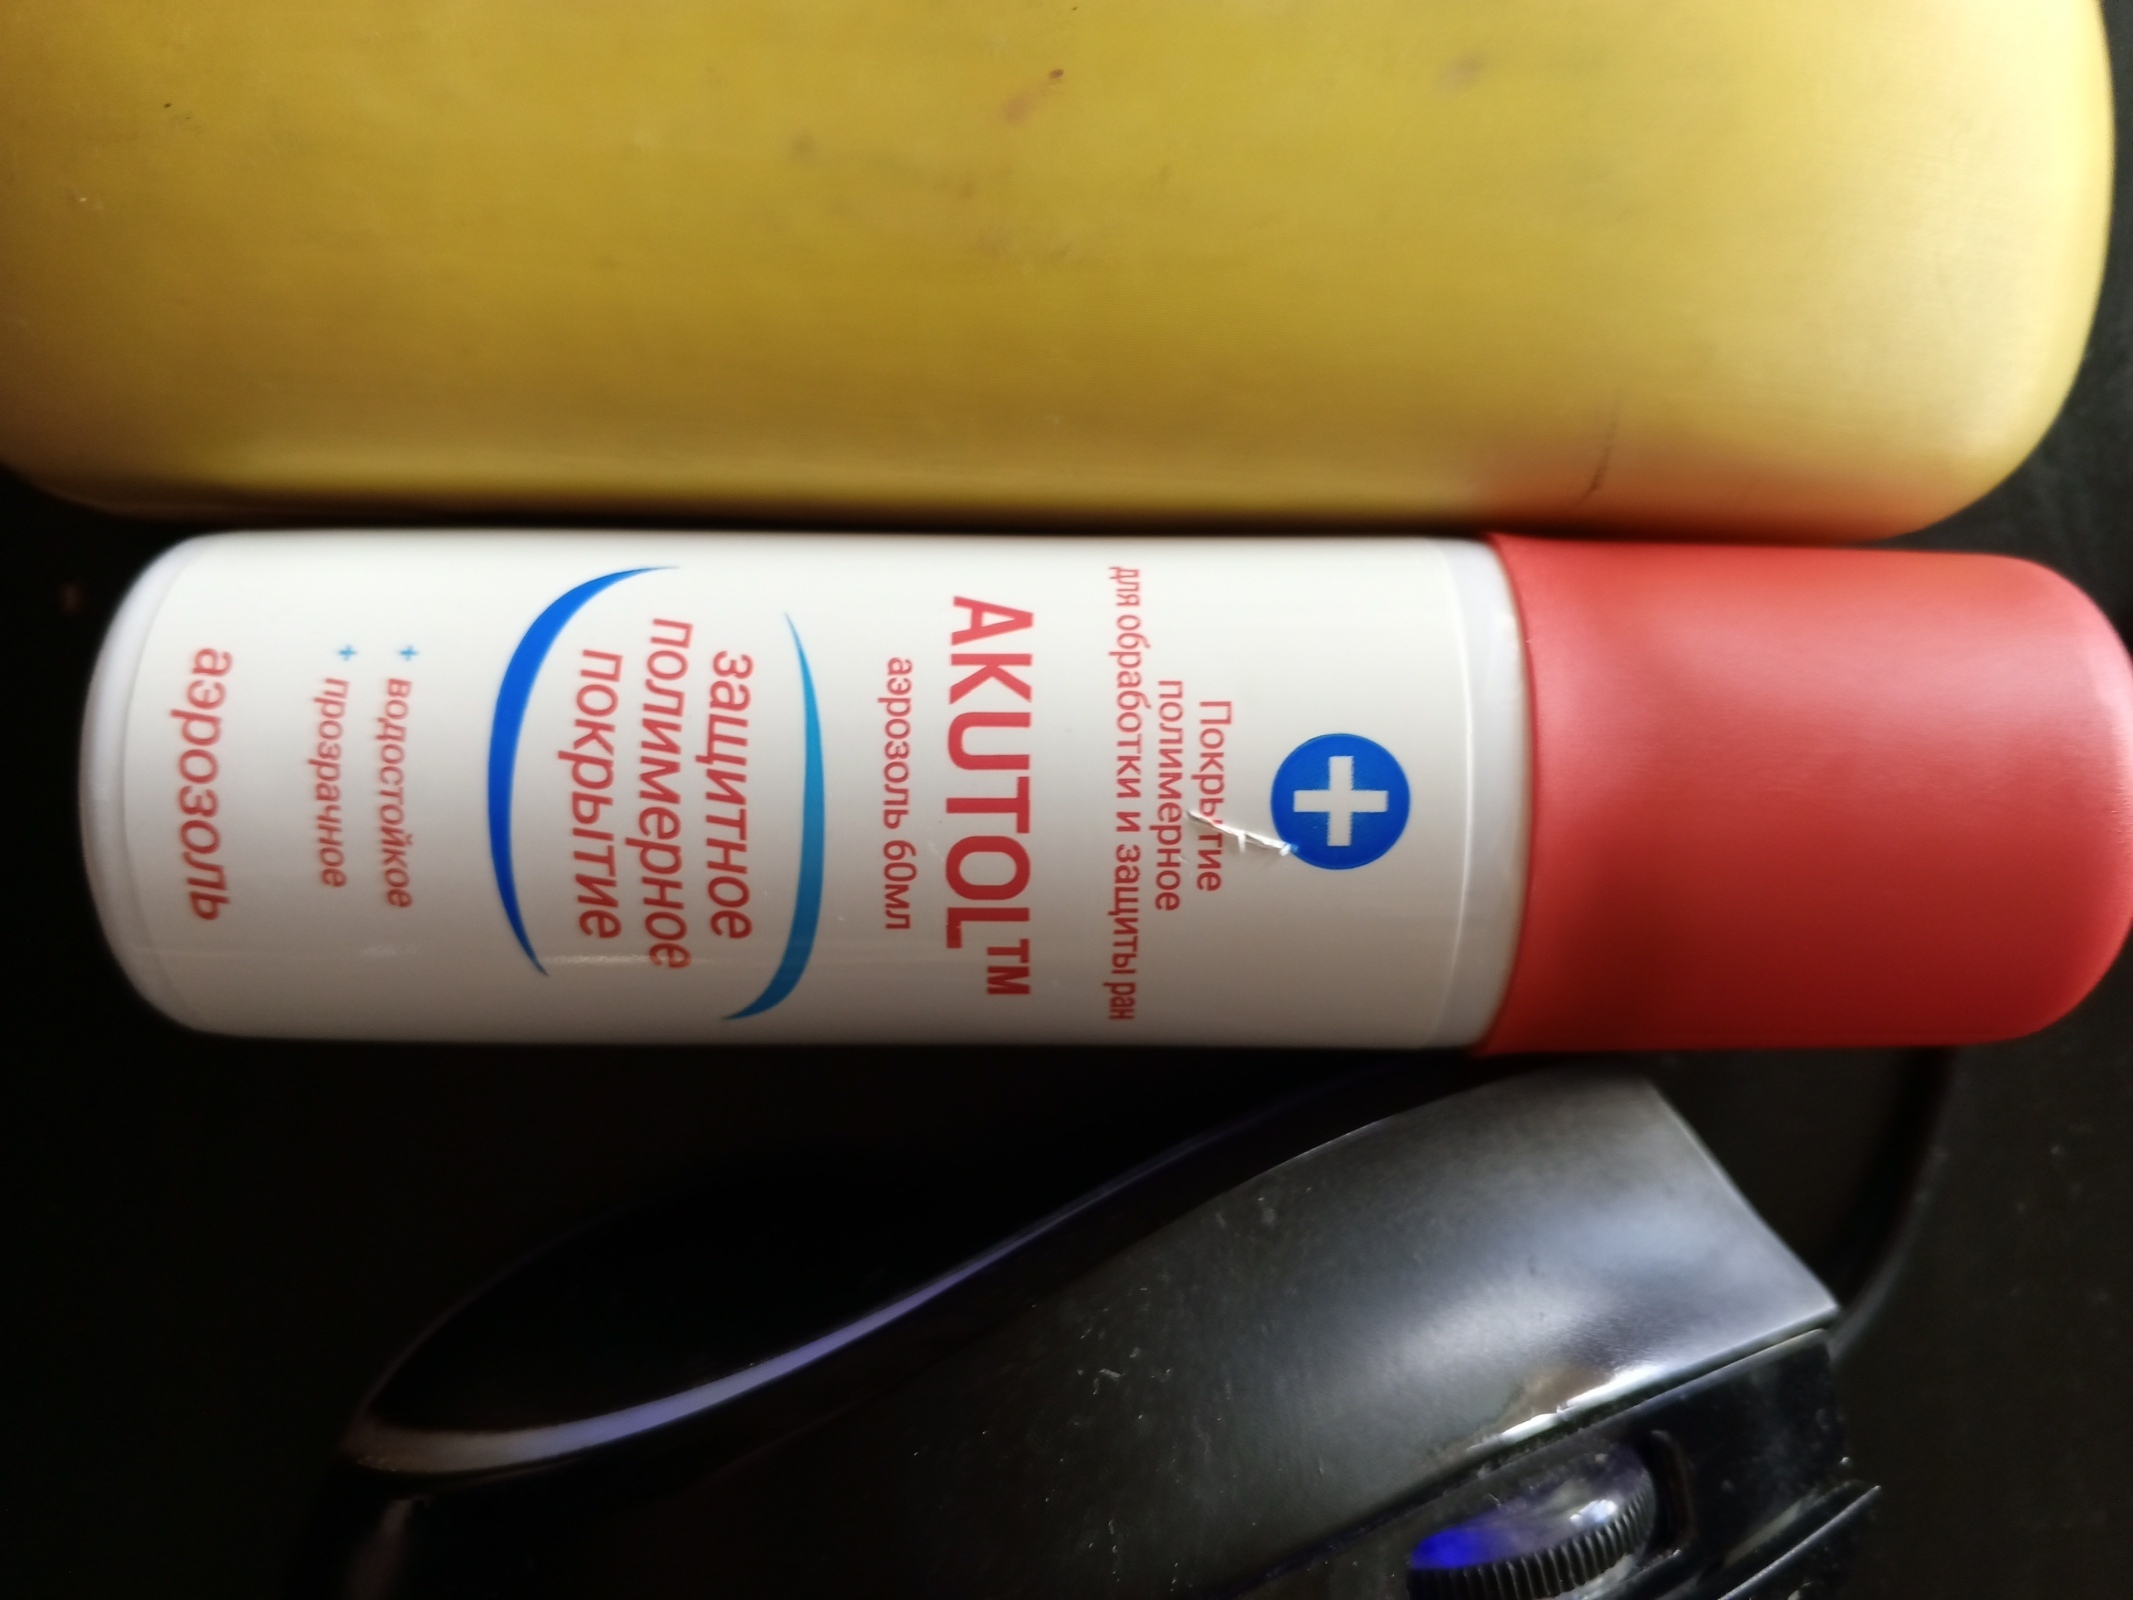 Покрытие
полимерное
для обработки и защиты ран
AKUTOL™
аэрозоль 60мл
защитное
полимерное
покрытие
+ водостойкое
+ прозрачное
аэрозоль